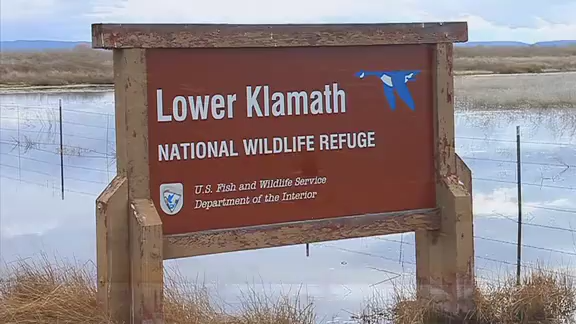 Lower Klamath
NATIONAL WILDLIFE REFUGE
U.S. Fish and Wildlife Service
Department of the Interior